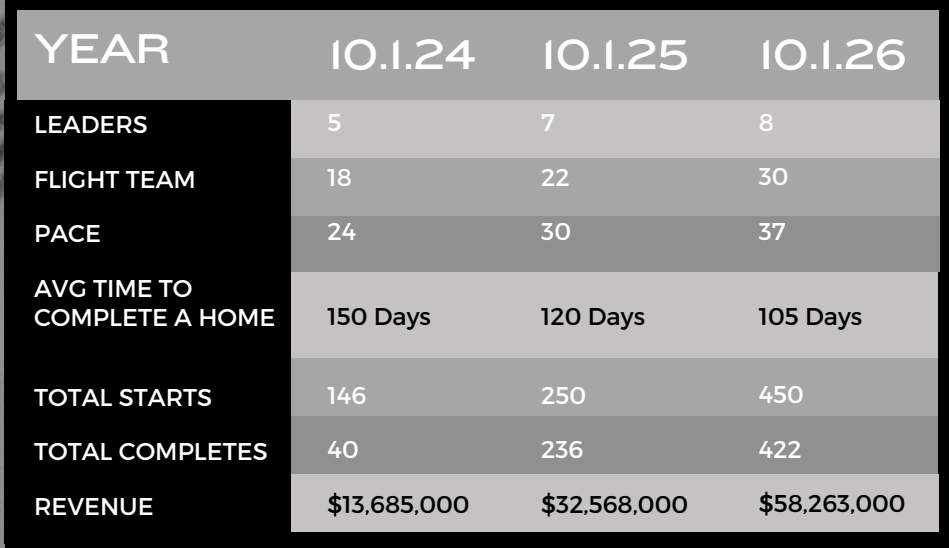 YEAR 10.1.24 10.1.25 10.1.26
LEADERS 5 7 8
FLIGHT TEAM 18 22 30
PACE 24 30 37
AVG TIME TO
COMPLETE A HOME 150 Days 120 Days 105 Days
TOTAL STARTS 146 250 450
TOTAL COMPLETES 40 236 422
REVENUE $13,685,000 $32,568,000 $58,263,000